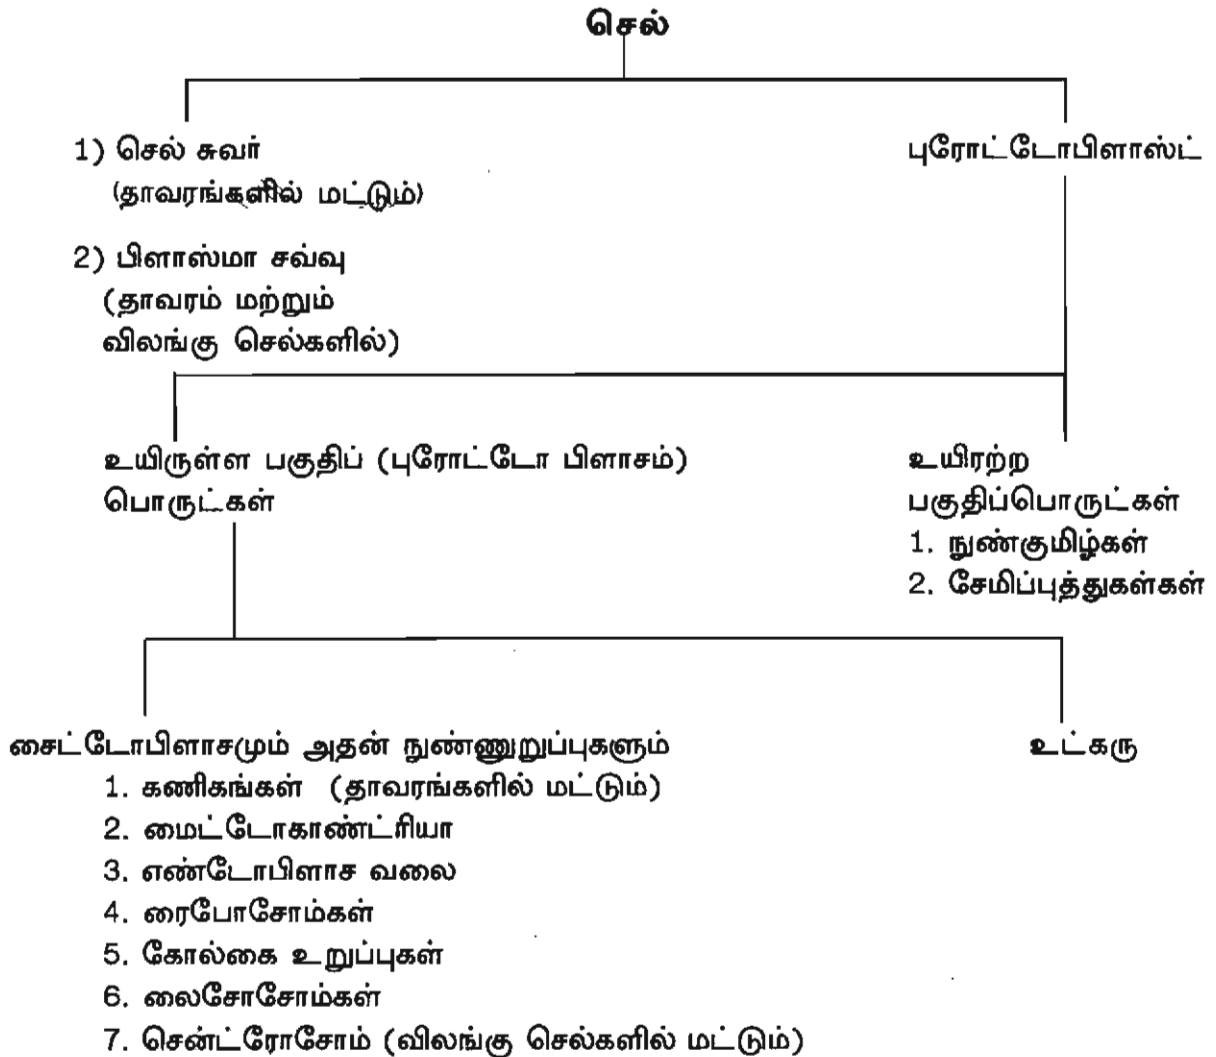 செல்
1) செல் சுவர்
(தாவரங்களில் மட்டும்)
புரோட்டோபிளாஸ்ட்
2) பிளாஸ்மா சவ்வு
(தாவரம் மற்றும்
விலங்கு செல்களில்)
உயிருள்ள பகுதிப் (புரோட்டோ பிளாசம்)
பொருட்கள்
உயிரற்ற
பகுதிப்பொருட்கள்
1. நுண்குமிழ்கள்
2. சேமிப்புத்துகள்கள்
சைட்டோபிளாசமும் அதன் நுண்ணுறுப்புகளும்
1. கணிகங்கள் (தாவரங்களில் மட்டும்)
2. மைட்டோகாண்ட்ரியா
3. எண்டோபிளாச வலை
4. ரைபோசோம்கள்
5. கோல்கை உறுப்புகள்
6. லைசோசோம்கள்
7. சென்ட்ரோசோம் (விலங்கு செல்களில் மட்டும்)
உட்கரு